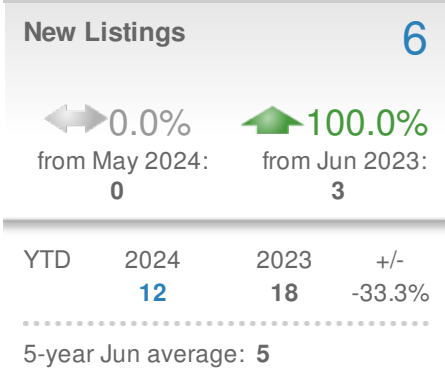 New Listings 6
0.0% 100.0%
from May 2024: from Jun 2023:
0 3
YTD 2024 2023 +/-
12 18 -33.3%
5-year Jun average: 5